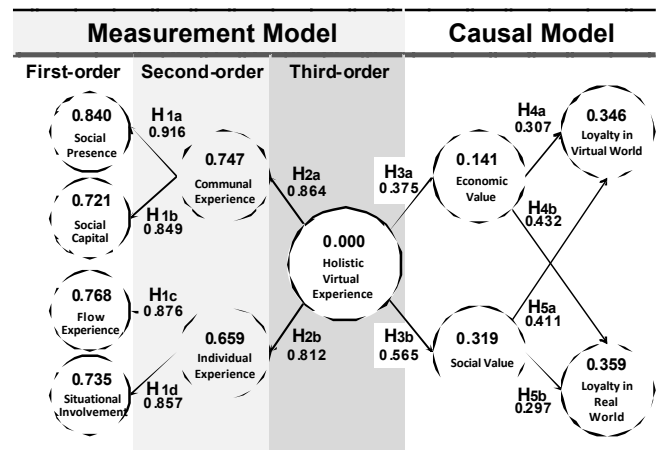 Measurement Model
Causal Model
First-order
Second-order
Third-order
0.840
Social
Presence
H1a
0.916
0.721
Social
Capital
H1b
0.849
0.768
Flow
Experience
H1c
0.876
0.735
Situational
Involvement
H1d
0.857
0.747
Communal
Experience
0.659
Individual
Experience
H2a
0.864
H2b
0.812
0.000
Holistic
Virtual
Experience
H3a
0.375
H3b
0.565
0.141
Economic
Value
0.319
Social Value
H4a
0.307
H4b
0.432
H5a
0.411
H5b
0.297
0.346
Loyalty in
Virtual World
0.359
Loyalty in
Real
World